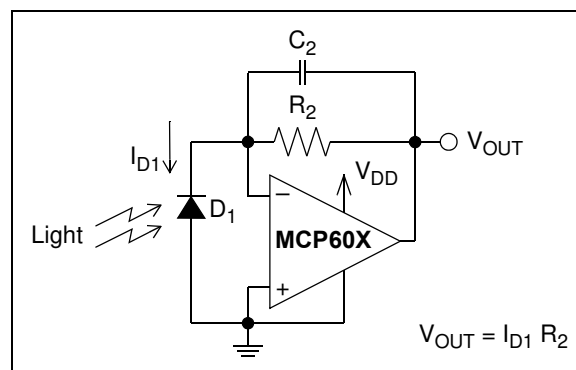 C2
R2
ID1
VOUT
VDD
−
D1
Light
MCP60X
+
VOUT = ID1 R2